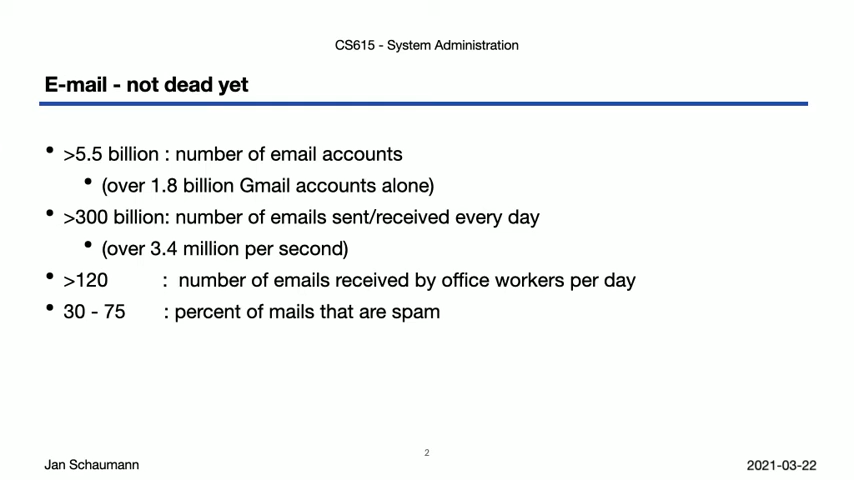 CS615 - System Administration
E-mail - not dead yet
• >5.5 billion : number of email accounts
• (over 1.8 billion Gmail accounts alone)
• >300 billion: number of emails sent/received every day
• (over 3.4 million per second)
• >120 : number of emails received by office workers per day
• 30 - 75 : percent of mails that are spam
2
Jan Schaumann
2021-03-22